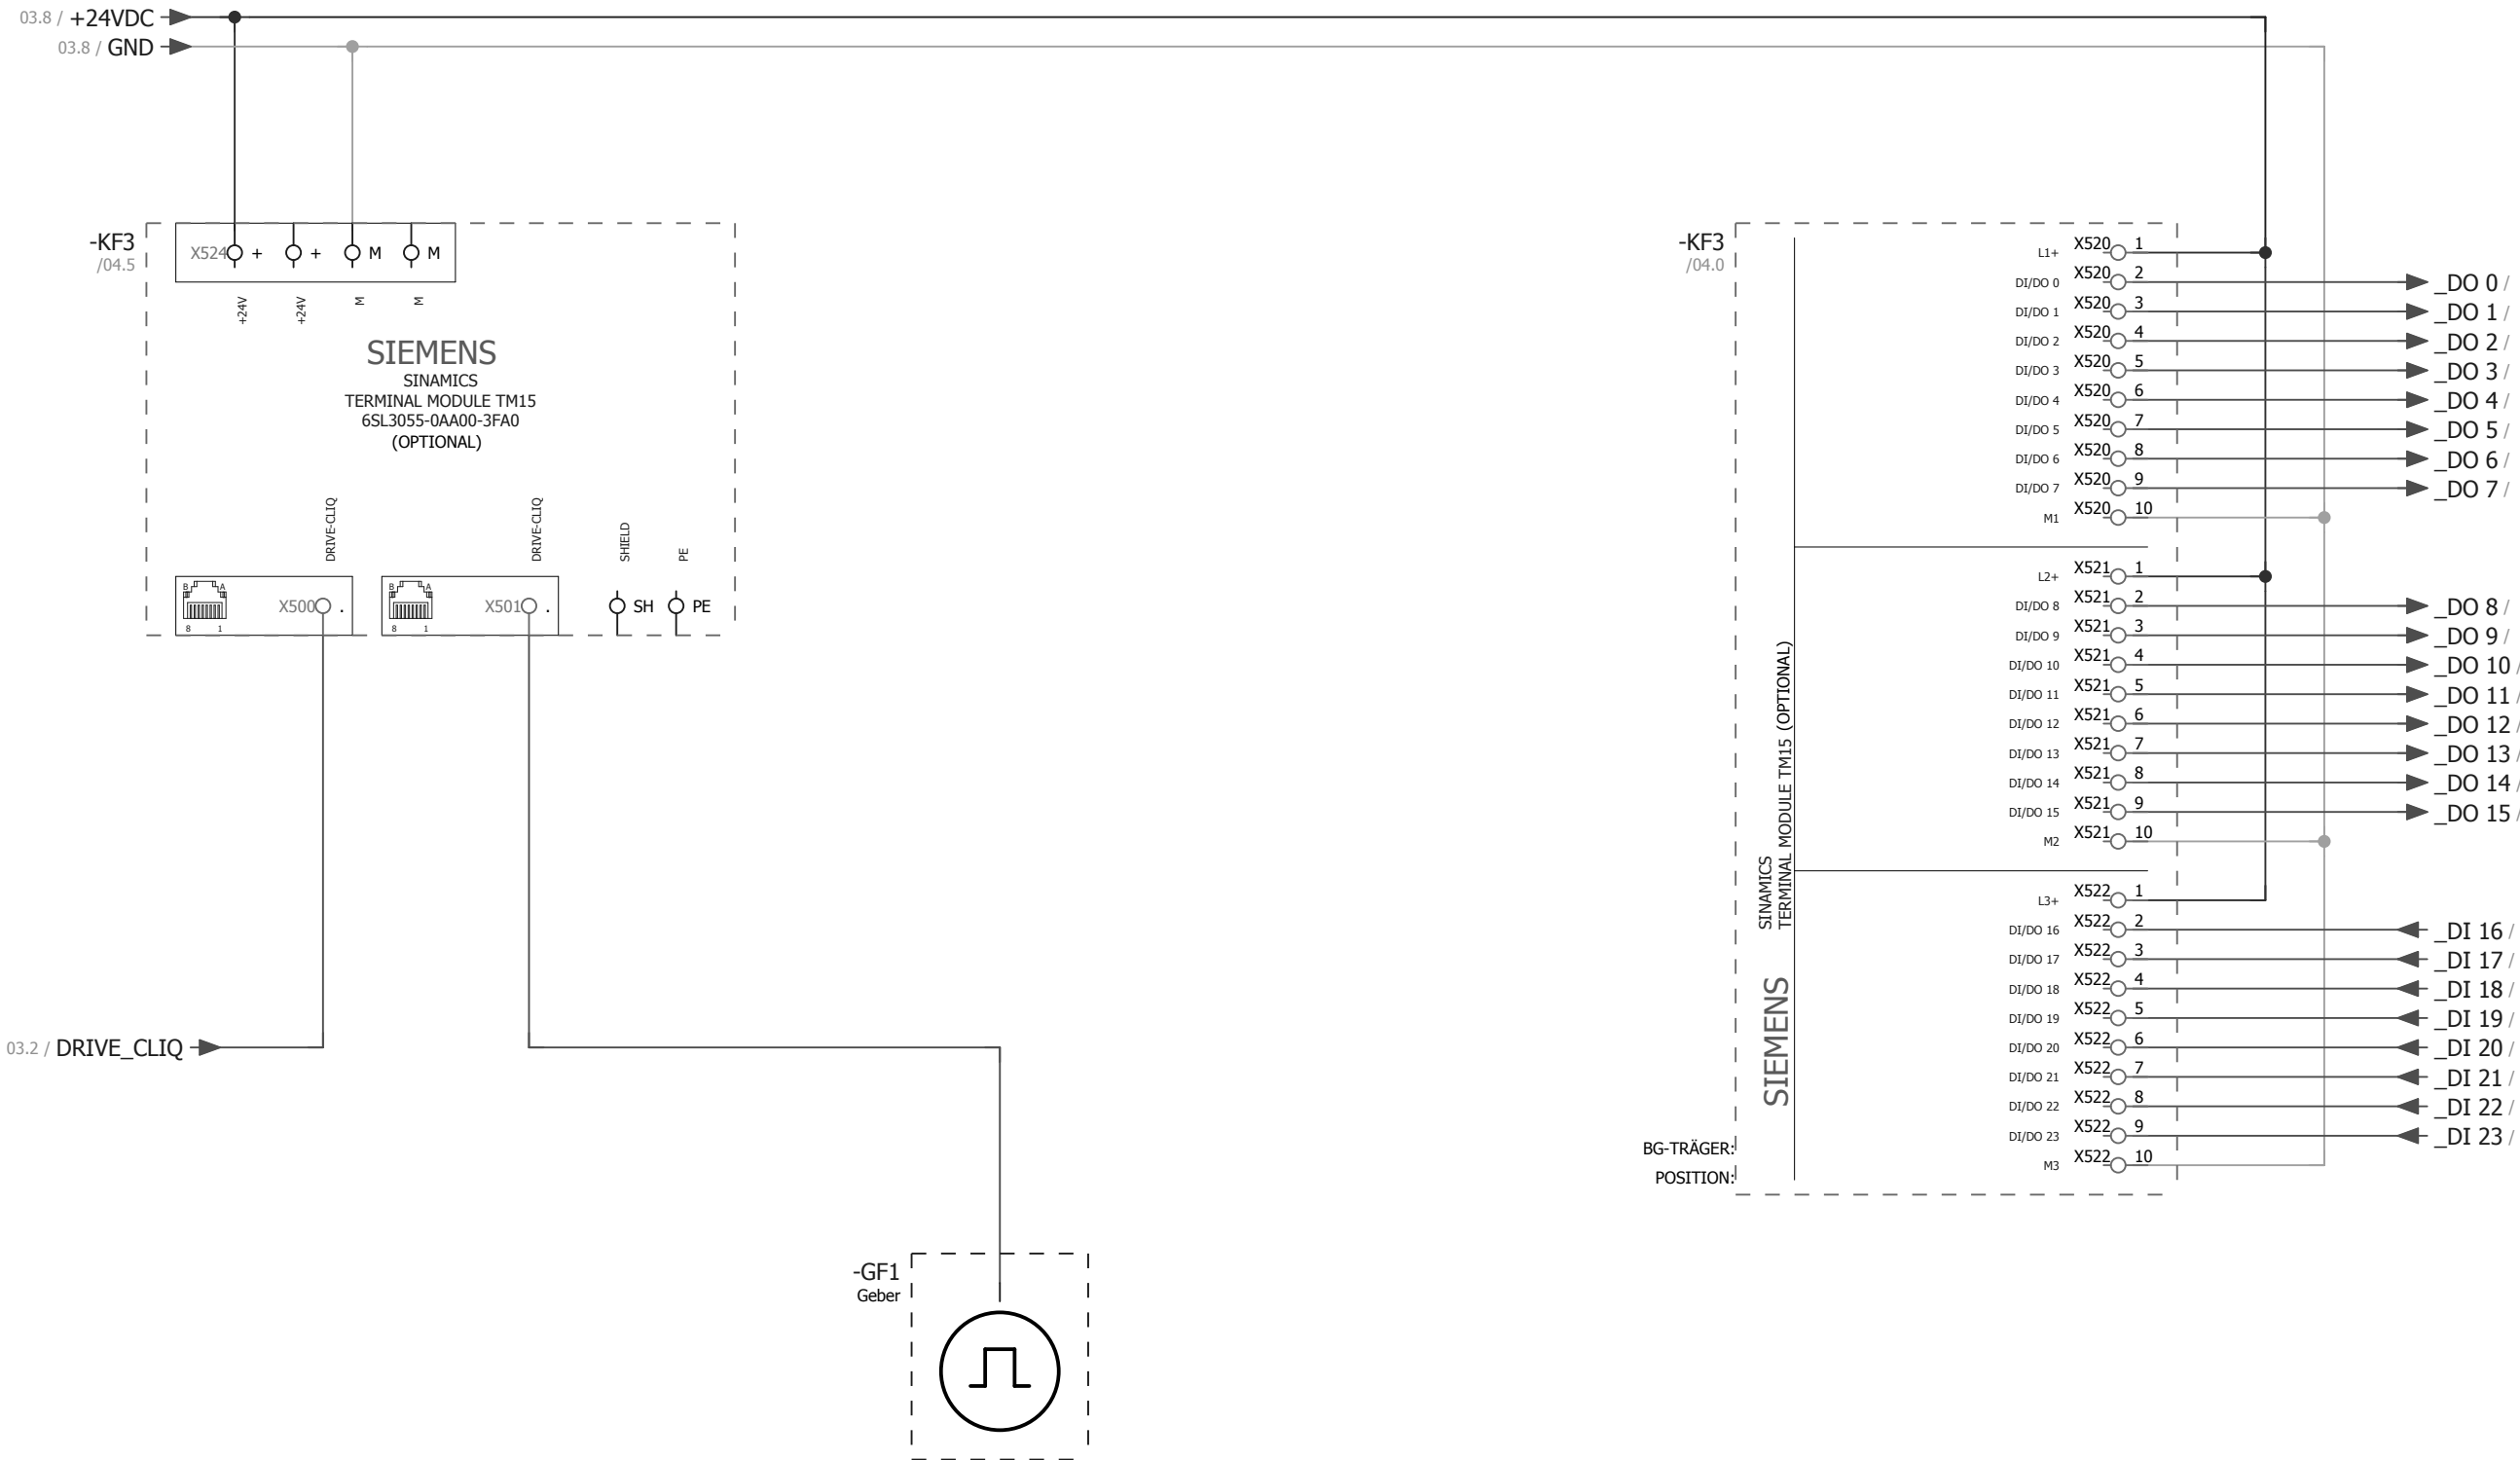 03.8 / +24VDC
03.8 / GND
-KF3
/04.5
X524 + + M M
+24V +24V M M
SIEMENS
SINAMICS
TERMINAL MODULE TM15
6SL3055-0AA00-3FA0
(OPTIONAL)
DRIVE-CLIQ DRIVE-CLIQ SHIELD PE
B A B A
X500 . X501 . SH PE
8 1 8 1
03.2 / DRIVE_CLIQ
-GF1
Geber
-KF3
/04.0
SINAMICS
TERMINAL MODULE TM15 (OPTIONAL)
SIEMENS
BG-TRÄGER:
POSITION:
L1+ X520 1
DI/DO 0 X520 2 _DO 0 /
DI/DO 1 X520 3 _DO 1 /
DI/DO 2 X520 4 _DO 2 /
DI/DO 3 X520 5 _DO 3 /
DI/DO 4 X520 6 _DO 4 /
DI/DO 5 X520 7 _DO 5 /
DI/DO 6 X520 8 _DO 6 /
DI/DO 7 X520 9 _DO 7 /
M1 X520 10
L2+ X521 1
DI/DO 8 X521 2 _DO 8 /
DI/DO 9 X521 3 _DO 9 /
DI/DO 10 X521 4 _DO 10 /
DI/DO 11 X521 5 _DO 11 /
DI/DO 12 X521 6 _DO 12 /
DI/DO 13 X521 7 _DO 13 /
DI/DO 14 X521 8 _DO 14 /
DI/DO 15 X521 9 _DO 15 /
M2 X521 10
L3+ X522 1
DI/DO 16 X522 2 _DI 16 /
DI/DO 17 X522 3 _DI 17 /
DI/DO 18 X522 4 _DI 18 /
DI/DO 19 X522 5 _DI 19 /
DI/DO 20 X522 6 _DI 20 /
DI/DO 21 X522 7 _DI 21 /
DI/DO 22 X522 8 _DI 22 /
DI/DO 23 X522 9 _DI 23 /
M3 X522 10